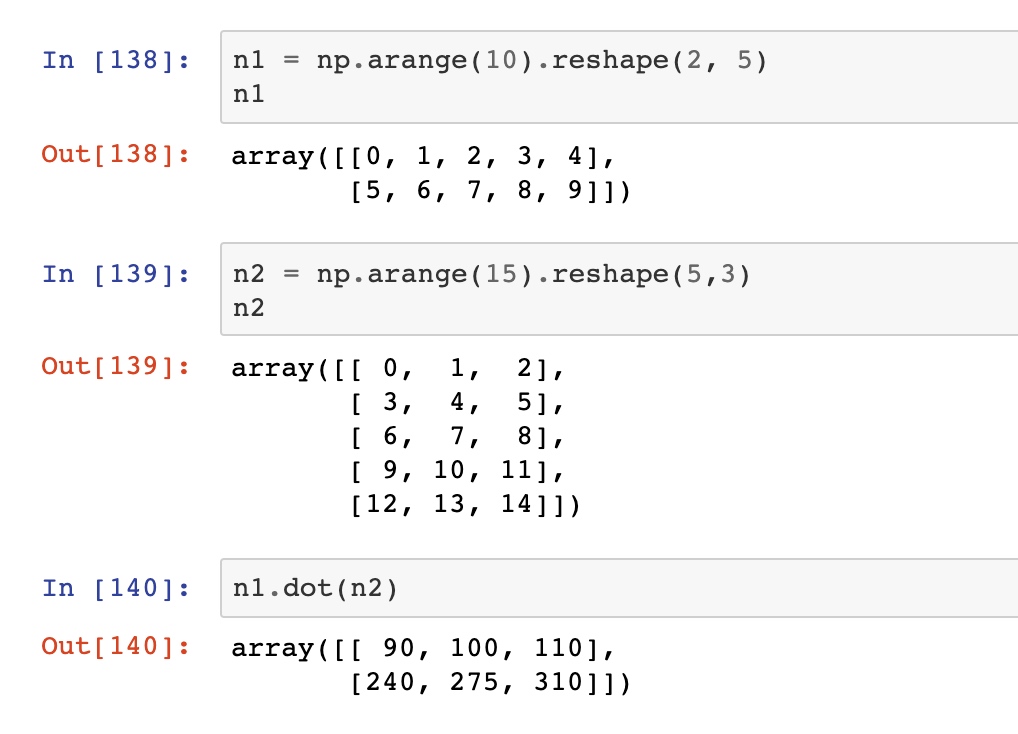 In [138]: n1 = np.arange(10).reshape(2, 5)
n1
Out[138]: array([[0, 1, 2, 3, 4],
[5, 6, 7, 8, 9]])
In [139]: n2 = np.arange(15).reshape(5,3)
n2
Out[139]: array([[ 0,  1,  2],
[ 3,  4,  5],
[ 6,  7,  8],
[ 9, 10, 11],
[12, 13, 14]])
In [140]: n1.dot(n2)
Out[140]: array([[ 90, 100, 110],
[240, 275, 310]])